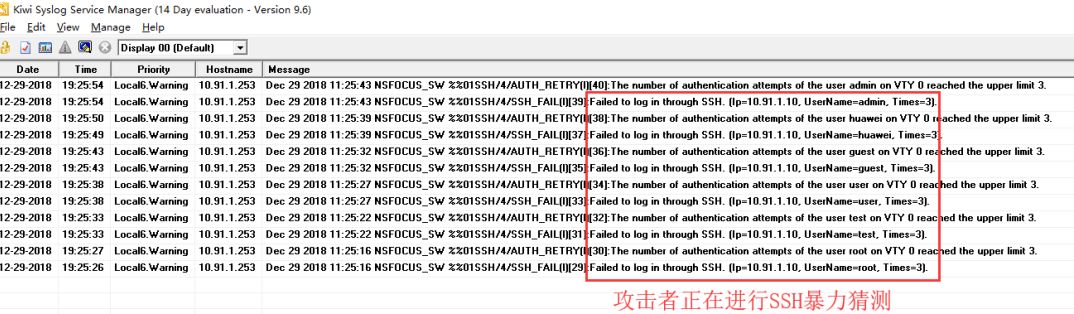 Kiwi Syslog Service Manager (14 Day evaluation - Version 9.6)
File Edit View Manage Help
Display 00 (Default)
Date Time Priority Hostname Message
12-29-2018 19:25:54 Local6.Warning 10.91.1.253 Dec 29 2018 11:25:43 NSFOCUS_SW %%01SSH/4/AUTH_RETRY(l)[40]:The number of authentication attempts of the user admin on VTY 0 reached the upper limit 3.
12-29-2018 19:25:54 Local6.Warning 10.91.1.253 Dec 29 2018 11:25:43 NSFOCUS_SW %%01SSH/4/SSH_FAIL(l)[39]:Failed to log in through SSH. (Ip=10.91.1.10, UserName=admin, Times=3).
12-29-2018 19:25:50 Local6.Warning 10.91.1.253 Dec 29 2018 11:25:39 NSFOCUS_SW %%01SSH/4/AUTH_RETRY(l)[38]:The number of authentication attempts of the user huawei on VTY 0 reached the upper limit 3.
12-29-2018 19:25:49 Local6.Warning 10.91.1.253 Dec 29 2018 11:25:39 NSFOCUS_SW %%01SSH/4/SSH_FAIL(l)[37]:Failed to log in through SSH. (Ip=10.91.1.10, UserName=huawei, Times=3).
12-29-2018 19:25:43 Local6.Warning 10.91.1.253 Dec 29 2018 11:25:32 NSFOCUS_SW %%01SSH/4/AUTH_RETRY(l)[36]:The number of authentication attempts of the user guest on VTY 0 reached the upper limit 3.
12-29-2018 19:25:43 Local6.Warning 10.91.1.253 Dec 29 2018 11:25:32 NSFOCUS_SW %%01SSH/4/SSH_FAIL(l)[35]:Failed to log in through SSH. (Ip=10.91.1.10, UserName=guest, Times=3).
12-29-2018 19:25:38 Local6.Warning 10.91.1.253 Dec 29 2018 11:25:27 NSFOCUS_SW %%01SSH/4/AUTH_RETRY(l)[34]:The number of authentication attempts of the user user on VTY 0 reached the upper limit 3.
12-29-2018 19:25:38 Local6.Warning 10.91.1.253 Dec 29 2018 11:25:27 NSFOCUS_SW %%01SSH/4/SSH_FAIL(l)[33]:Failed to log in through SSH. (Ip=10.91.1.10, UserName=user, Times=3).
12-29-2018 19:25:33 Local6.Warning 10.91.1.253 Dec 29 2018 11:25:22 NSFOCUS_SW %%01SSH/4/AUTH_RETRY(l)[32]:The number of authentication attempts of the user test on VTY 0 reached the upper limit 3.
12-29-2018 19:25:33 Local6.Warning 10.91.1.253 Dec 29 2018 11:25:22 NSFOCUS_SW %%01SSH/4/SSH_FAIL(l)[31]:Failed to log in through SSH. (Ip=10.91.1.10, UserName=test, Times=3).
12-29-2018 19:25:27 Local6.Warning 10.91.1.253 Dec 29 2018 11:25:16 NSFOCUS_SW %%01SSH/4/AUTH_RETRY(l)[30]:The number of authentication attempts of the user root on VTY 0 reached the upper limit 3.
12-29-2018 19:25:26 Local6.Warning 10.91.1.253 Dec 29 2018 11:25:16 NSFOCUS_SW %%01SSH/4/SSH_FAIL(l)[29]:Failed to log in through SSH. (Ip=10.91.1.10, UserName=root, Times=3).
攻击者正在进行SSH暴力猜测